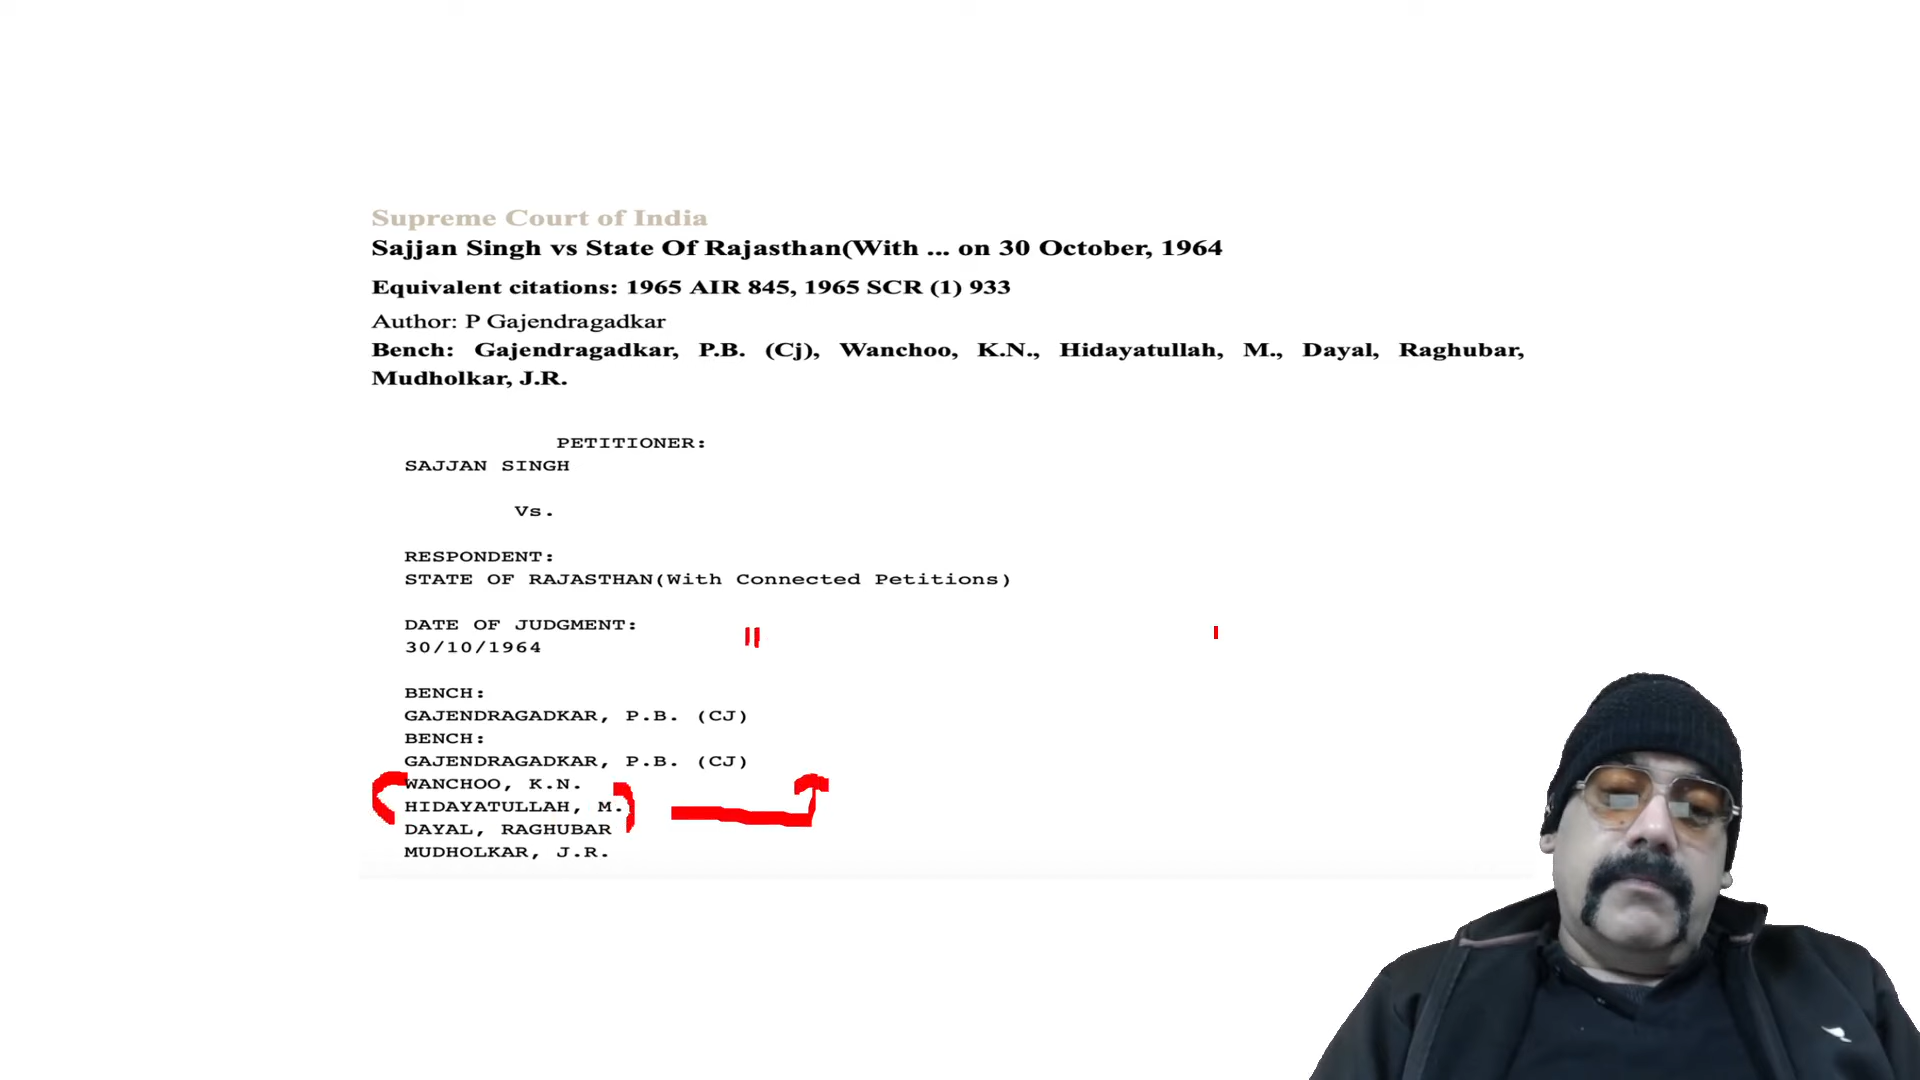 Supreme Court of India
Sajjan Singh vs State Of Rajasthan(With ... on 30 October, 1964
Equivalent citations: 1965 AIR 845, 1965 SCR (1) 933
Author: P Gajendragadkar
Bench: Gajendragadkar, P.B. (Cj), Wanchoo, K.N., Hidayatullah, M., Dayal, Raghubar,
Mudholkar, J.R.
PETITIONER:
SAJJAN SINGH
Vs.
RESPONDENT:
STATE OF RAJASTHAN(With Connected Petitions)
DATE OF JUDGMENT:
30/10/1964
BENCH:
GAJENDRAGADKAR, P.B. (CJ)
BENCH:
GAJENDRAGADKAR, P.B. (CJ)
WANCHOO, K.N.
HIDAYATULLAH, M.
DAYAL, RAGHUBAR
MUDHOLKAR, J.R.